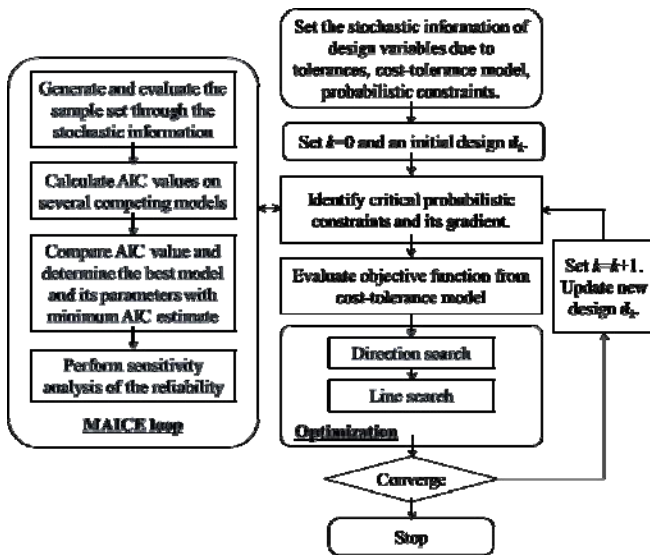 Set the stochastic information of
design variables due to
tolerances, cost-tolerance model,
probabilistic constraints.
Set k=0 and an initial design dₖ.
Identify critical probabilistic
constraints and its gradient.
Evaluate objective function from
cost-tolerance model
Direction search
Line search
Optimization
Converge
Stop
Set k=k+1.
Update new
design dₖ.
Generate and evaluate the
sample set through the
stochastic information
Calculate AIC values on
several competing models
Compare AIC value and
determine the best model
and its parameters with
minimum AIC estimate
Perform sensitivity
analysis of the reliability
MAICE loop